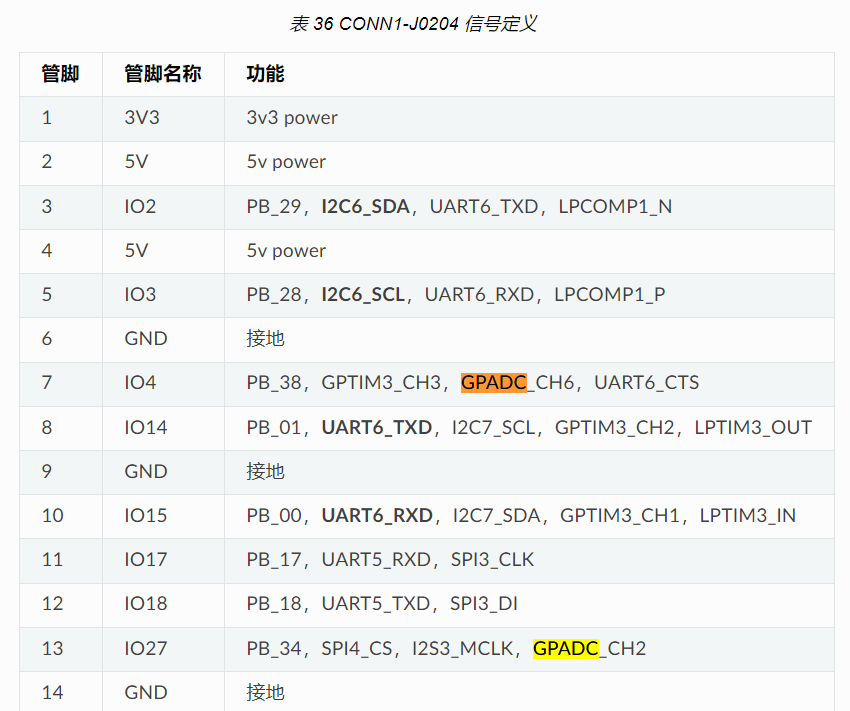 表 36 CONN1-J0204 信号定义
管脚 管脚名称 功能
1 3V3 3v3 power
2 5V 5v power
3 IO2 PB_29，I2C6_SDA，UART6_TXD，LPCOMP1_N
4 5V 5v power
5 IO3 PB_28，I2C6_SCL，UART6_RXD，LPCOMP1_P
6 GND 接地
7 IO4 PB_38，GPTIM3_CH3，GPADC_CH6，UART6_CTS
8 IO14 PB_01，UART6_TXD，I2C7_SCL，GPTIM3_CH2，LPTIM3_OUT
9 GND 接地
10 IO15 PB_00，UART6_RXD，I2C7_SDA，GPTIM3_CH1，LPTIM3_IN
11 IO17 PB_17，UART5_RXD，SPI3_CLK
12 IO18 PB_18，UART5_TXD，SPI3_DI
13 IO27 PB_34，SPI4_CS，I2S3_MCLK，GPADC_CH2
14 GND 接地